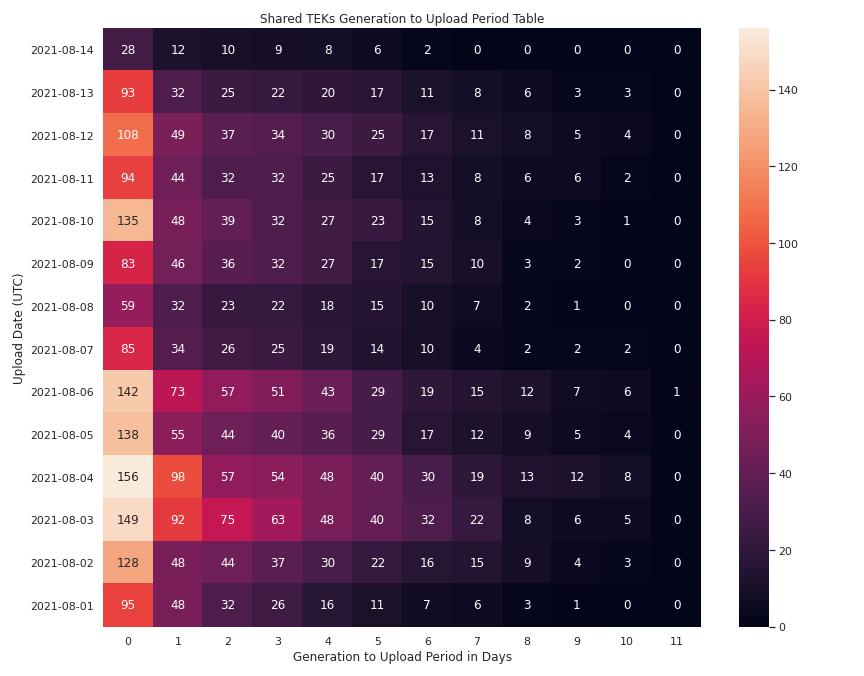 Shared TEKs Generation to Upload Period Table
Upload Date (UTC)
2021-08-14 28 12 10 9 8 6 2 0 0 0 0 0
2021-08-13 93 32 25 22 20 17 11 8 6 3 3 0
2021-08-12 108 49 37 34 30 25 17 11 8 5 4 0
2021-08-11 94 44 32 32 25 17 13 8 6 6 2 0
2021-08-10 135 48 39 32 27 23 15 8 4 3 1 0
2021-08-09 83 46 36 32 27 17 15 10 3 2 0 0
2021-08-08 59 32 23 22 18 15 10 7 2 1 0 0
2021-08-07 85 34 26 25 19 14 10 4 2 2 2 0
2021-08-06 142 73 57 51 43 29 19 15 12 7 6 1
2021-08-05 138 55 44 40 36 29 17 12 9 5 4 0
2021-08-04 156 98 57 54 48 40 30 19 13 12 8 0
2021-08-03 149 92 75 63 48 40 32 22 8 6 5 0
2021-08-02 128 48 44 37 30 22 16 15 9 4 3 0
2021-08-01 95 48 32 26 16 11 7 6 3 1 0 0
0 1 2 3 4 5 6 7 8 9 10 11
Generation to Upload Period in Days
140
120
100
80
60
40
20
0